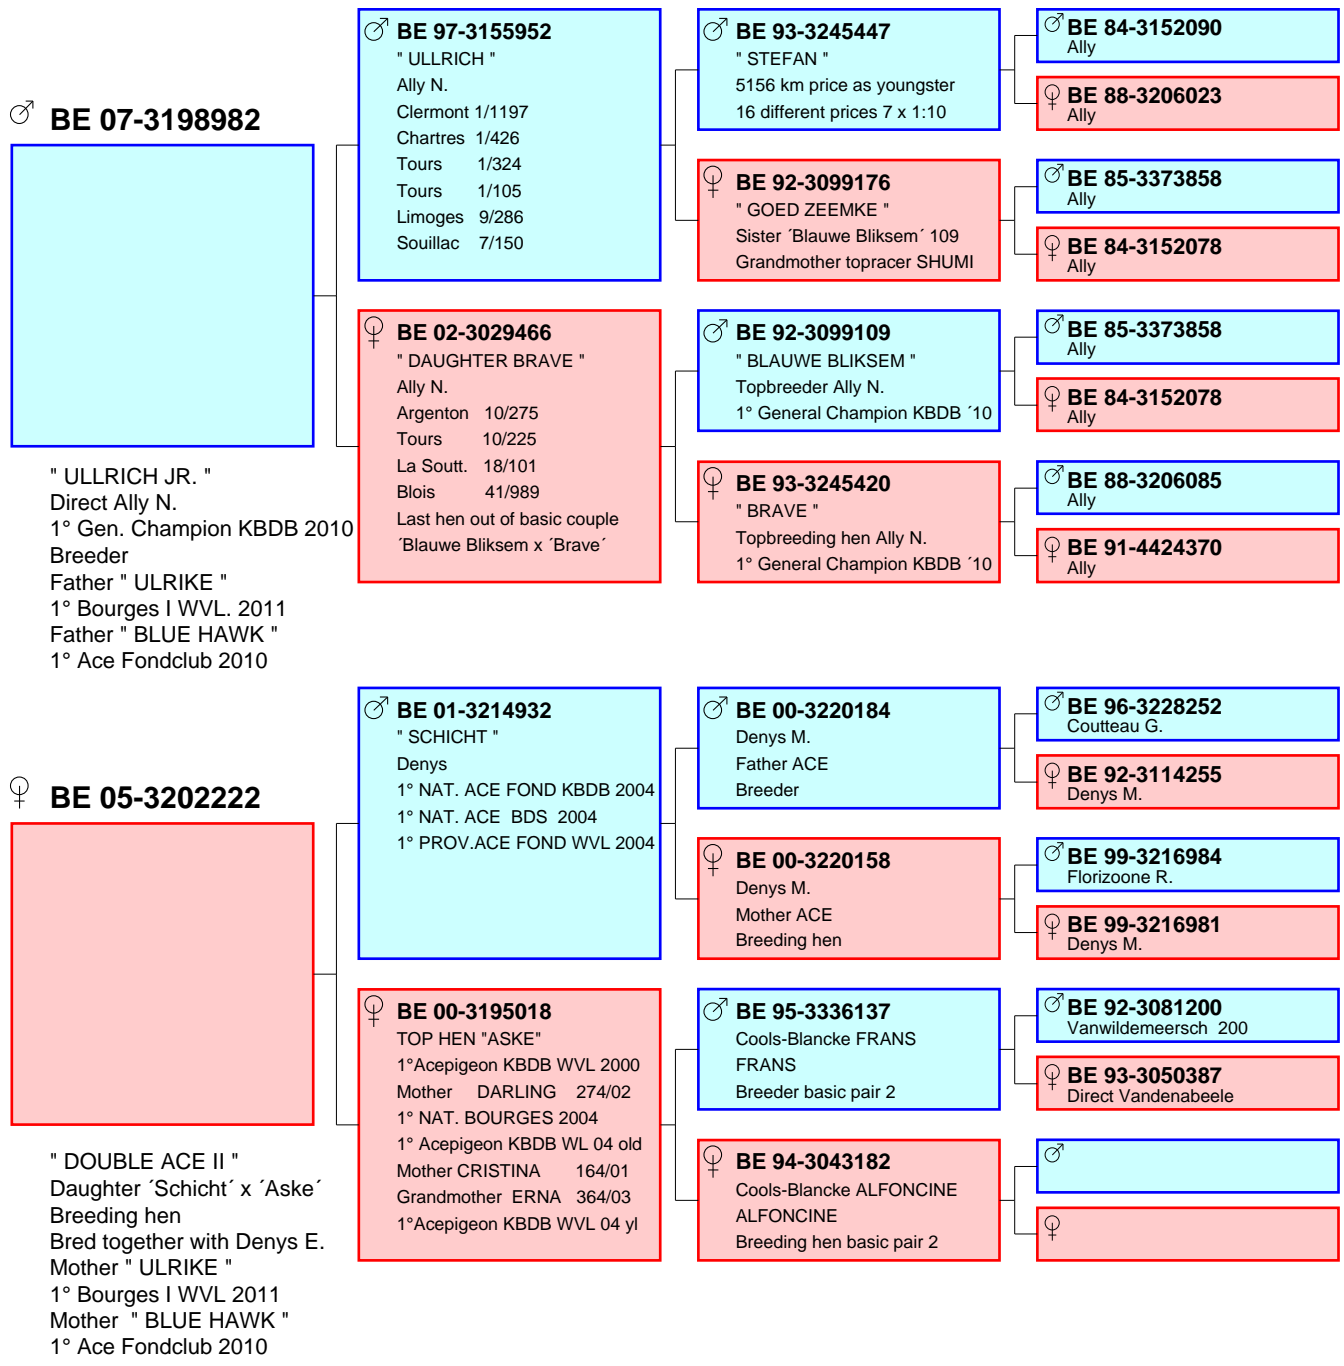 BE 07-3198982
" ULLRICH JR. "
Direct Ally N.
1° Gen. Champion KBDB 2010
Breeder
Father " ULRIKE "
1° Bourges I WVL. 2011
Father " BLUE HAWK "
1° Ace Fondclub 2010
BE 97-3155952
" ULLRICH "
Ally N.
Clermont 1/1197
Chartres 1/426
Tours 1/324
Tours 1/105
Limoges 9/286
Souillac 7/150
BE 02-3029466
" DAUGHTER BRAVE "
Ally N.
Argenton 10/275
Tours 10/225
La Soutt. 18/101
Blois 41/989
Last hen out of basic couple
´Blauwe Bliksem x ´Brave´
BE 93-3245447
" STEFAN "
5156 km price as youngster
16 different prices 7 x 1:10
BE 92-3099176
" GOED ZEEMKE "
Sister ´Blauwe Bliksem´ 109
Grandmother topracer SHUMI
BE 92-3099109
" BLAUWE BLIKSEM "
Topbreeder Ally N.
1° General Champion KBDB ´10
BE 93-3245420
" BRAVE "
Topbreeding hen Ally N.
1° General Champion KBDB ´10
BE 84-3152090
Ally
BE 88-3206023
Ally
BE 85-3373858
Ally
BE 84-3152078
Ally
BE 85-3373858
Ally
BE 84-3152078
Ally
BE 88-3206085
Ally
BE 91-4424370
Ally
BE 05-3202222
" DOUBLE ACE II "
Daughter ´Schicht´ x ´Aske´
Breeding hen
Bred together with Denys E.
Mother " ULRIKE "
1° Bourges I WVL 2011
Mother " BLUE HAWK "
1° Ace Fondclub 2010
BE 01-3214932
" SCHICHT "
Denys
1° NAT. ACE FOND KBDB 2004
1° NAT. ACE BDS 2004
1° PROV.ACE FOND WVL 2004
BE 00-3195018
TOP HEN "ASKE"
1°Acepigeon KBDB WVL 2000
Mother DARLING 274/02
1° NAT. BOURGES 2004
1° Acepigeon KBDB WL 04 old
Mother CRISTINA 164/01
Grandmother ERNA 364/03
1°Acepigeon KBDB WVL 04 yl
BE 00-3220184
Denys M.
Father ACE
Breeder
BE 00-3220158
Denys M.
Mother ACE
Breeding hen
BE 95-3336137
Cools-Blancke FRANS
FRANS
Breeder basic pair 2
BE 94-3043182
Cools-Blancke ALFONCINE
ALFONCINE
Breeding hen basic pair 2
BE 96-3228252
Coutteau G.
BE 92-3114255
Denys M.
BE 99-3216984
Florizoone R.
BE 99-3216981
Denys M.
BE 92-3081200
Vanwildemeersch 200
BE 93-3050387
Direct Vandenabeele